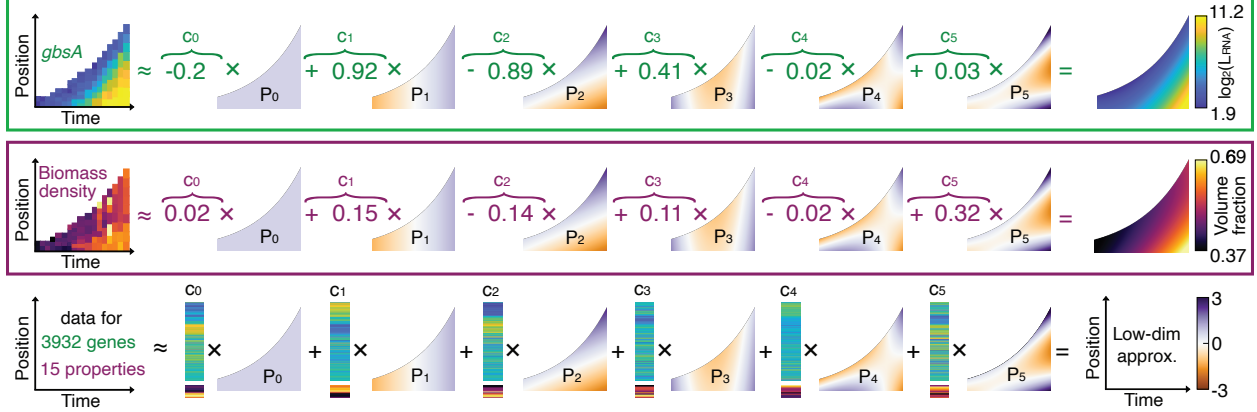 Position
gbsA
Time
≈
C0
-0.2 ×
P0
C1
+ 0.92 ×
P1
C2
- 0.89 ×
P2
C3
+ 0.41 ×
P3
C4
- 0.02 ×
P4
C5
+ 0.03 ×
P5
=
11.2
log2(LRNA)
1.9
Position
Biomass
density
Time
≈
C0
0.02 ×
P0
C1
+ 0.15 ×
P1
C2
- 0.14 ×
P2
C3
+ 0.11 ×
P3
C4
- 0.02 ×
P4
C5
+ 0.32 ×
P5
=
0.69
Volume
fraction
0.37
Position
data for
3932 genes
15 properties
Time
≈
C0
×
P0
+
C1
×
P1
+
C2
×
P2
+
C3
×
P3
+
C4
×
P4
+
C5
×
P5
=
Position
Low-dim
approx.
Time
3
0
-3